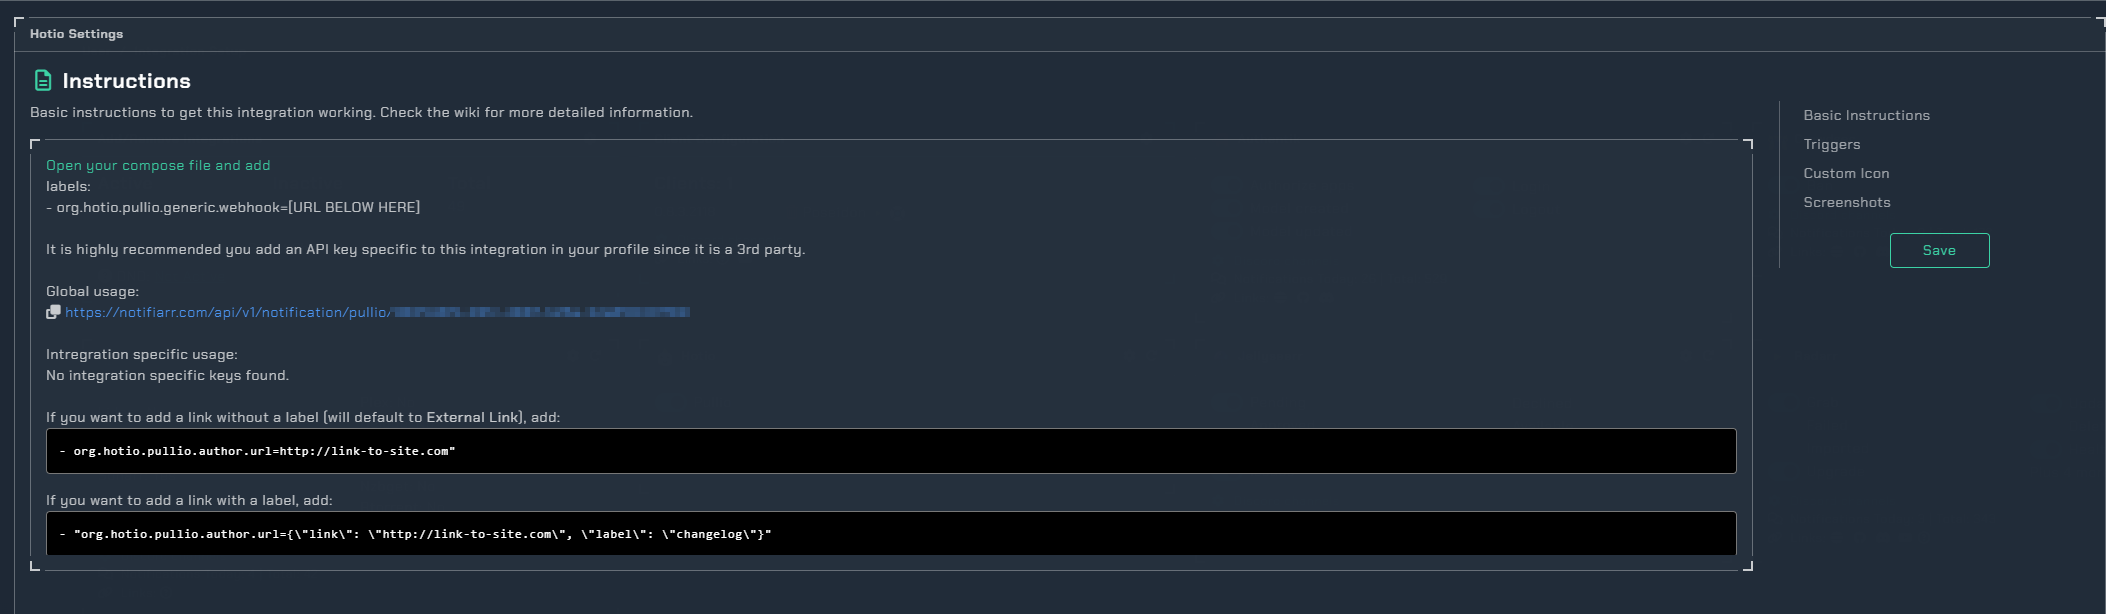 Hotio Settings
Instructions
Basic instructions to get this integration working. Check the wiki for more detailed information.
Open your compose file and add
labels:
- org.hotio.pullio.generic.webhook=[URL BELOW HERE]
It is highly recommended you add an API key specific to this integration in your profile since it is a 3rd party.
Global usage:
https://notifiarr.com/api/v1/notification/pullio/
Intregration specific usage:
No integration specific keys found.
If you want to add a link without a label (will default to External Link), add:
- org.hotio.pullio.author.url=http://link-to-site.com"
If you want to add a link with a label, add:
- "org.hotio.pullio.author.url={\"link\": \"http://link-to-site.com\", \"label\": \"changelog\"}"
Basic Instructions
Triggers
Custom Icon
Screenshots
Save